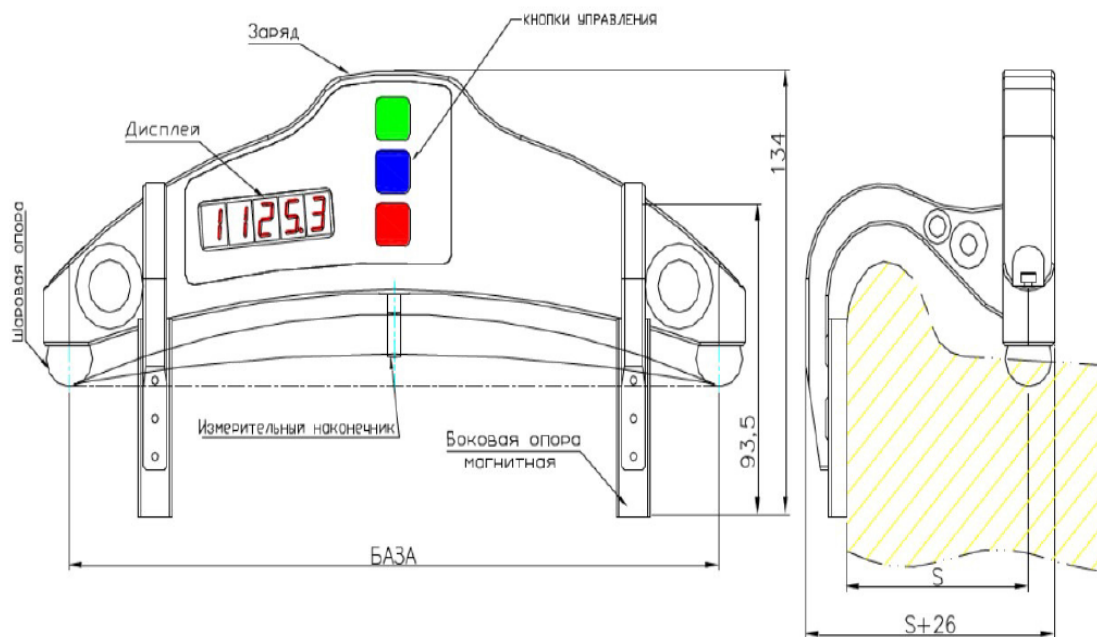 Заряд
КНОПКИ УПРАВЛЕНИЯ
Дисплей
1125.3
Шаровая опора
134
93,5
Измерительный наконечник
Боковая опора
магнитная
БАЗА
S
S+26